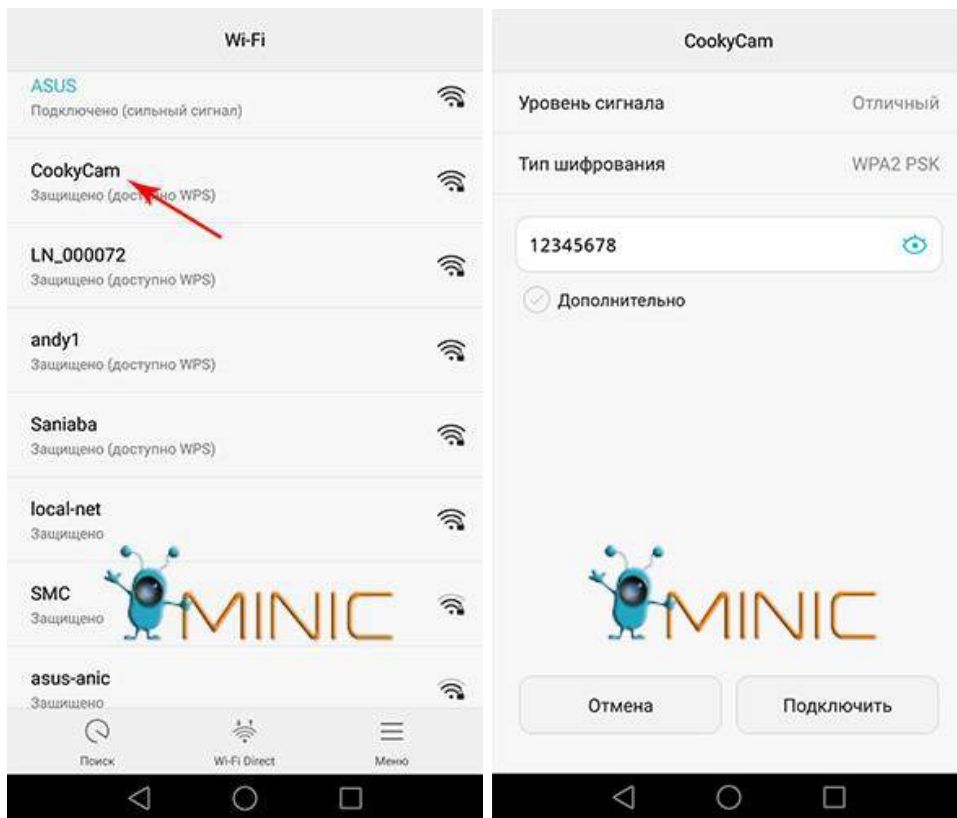 Wi-Fi
ASUS
Подключено (сильный сигнал)
CookyCam
Защищено (доступно WPS)
LN_000072
Защищено (доступно WPS)
andy1
Защищено (доступно WPS)
Saniaba
Защищено (доступно WPS)
local-net
Защищено
SMC
Защищено
MINIC
asus-anic
Защищено
Поиск
Wi-Fi Direct
Меню
CookyCam
Уровень сигнала
Отличный
Тип шифрования
WPA2 PSK
12345678
Дополнительно
MINIC
Отмена
Подключить